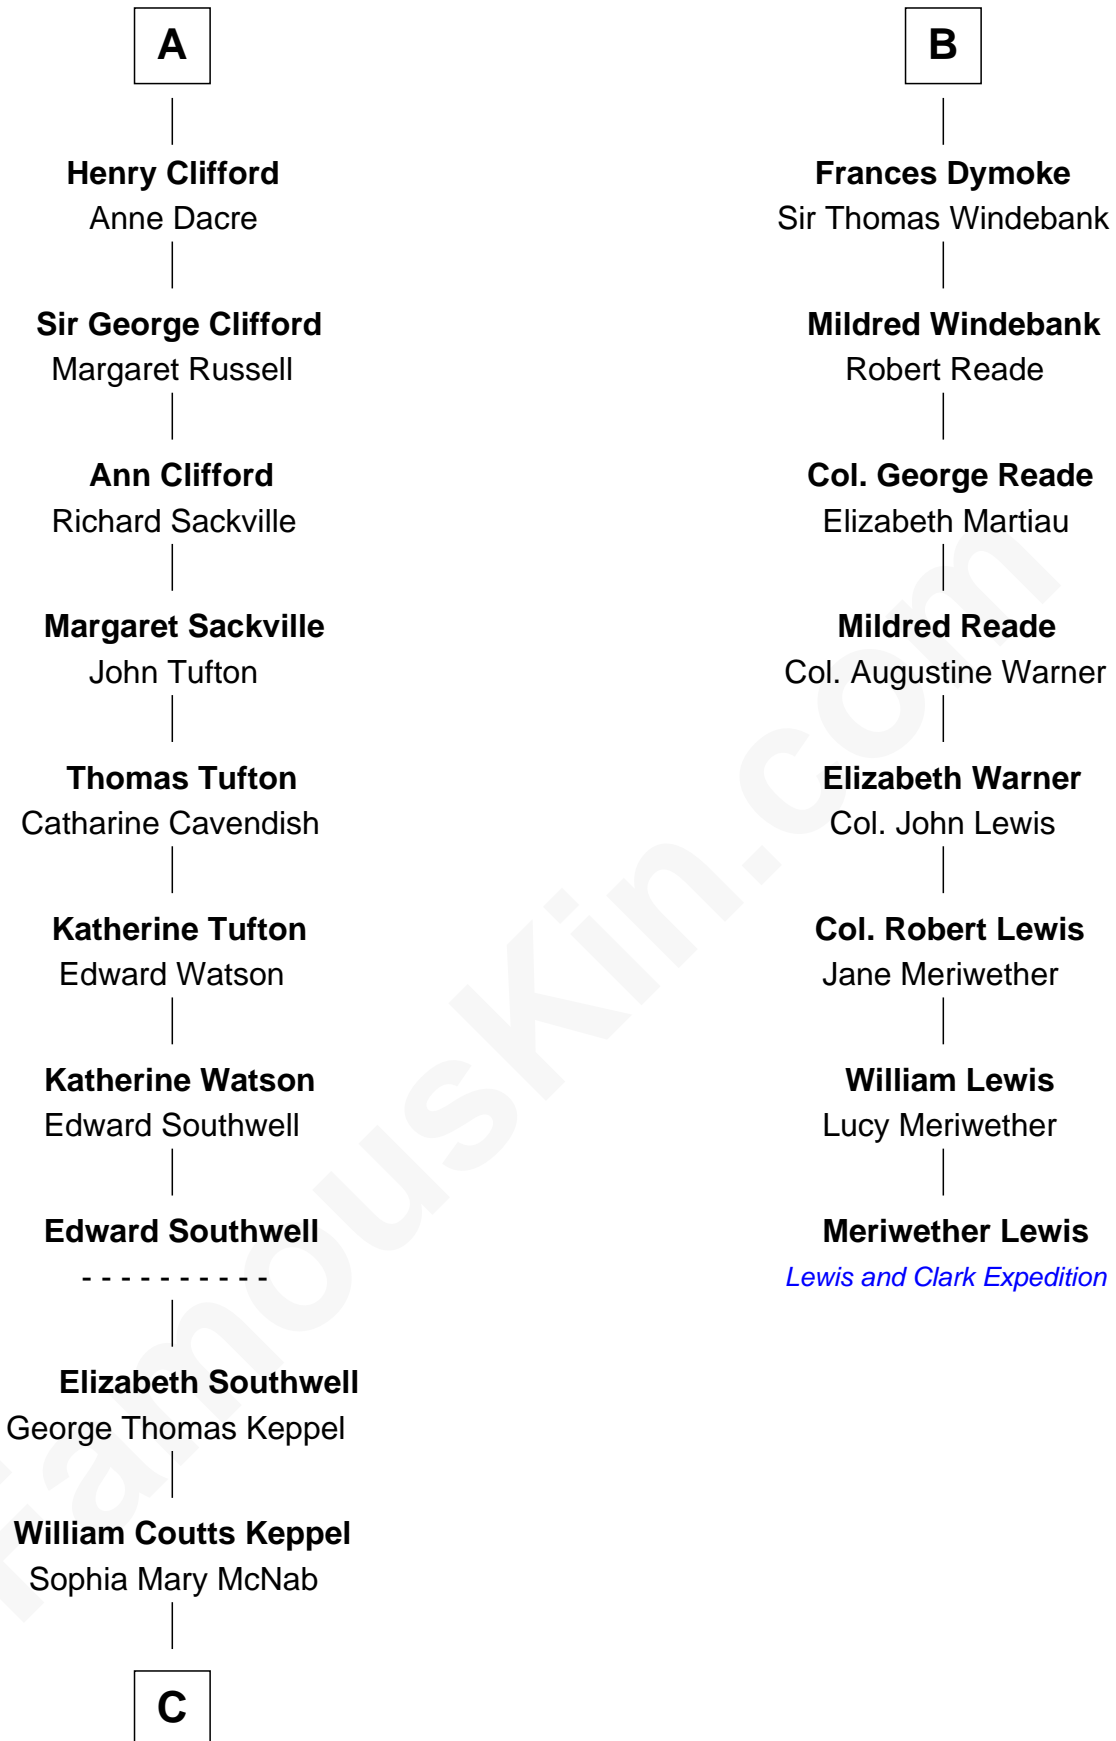 A
Henry Clifford
Anne Dacre
Sir George Clifford
Margaret Russell
Ann Clifford
Richard Sackville
Margaret Sackville
John Tufton
Thomas Tufton
Catharine Cavendish
Katherine Tufton
Edward Watson
Katherine Watson
Edward Southwell
Edward Southwell
- - - - - - - - - -
Elizabeth Southwell
George Thomas Keppel
William Coutts Keppel
Sophia Mary McNab
C
B
Frances Dymoke
Sir Thomas Windebank
Mildred Windebank
Robert Reade
Col. George Reade
Elizabeth Martiau
Mildred Reade
Col. Augustine Warner
Elizabeth Warner
Col. John Lewis
Col. Robert Lewis
Jane Meriwether
William Lewis
Lucy Meriwether
Meriwether Lewis
Lewis and Clark Expedition
FamousKin.com